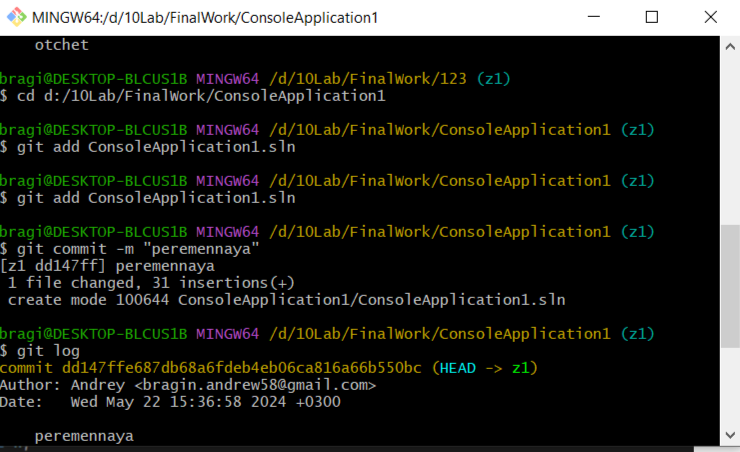 MINGW64:/d/10Lab/FinalWork/ConsoleApplication1
otchet
bragi@DESKTOP-BLCUS1B MINGW64 /d/10Lab/FinalWork/123 (z1)
$ cd d:/10Lab/FinalWork/ConsoleApplication1
bragi@DESKTOP-BLCUS1B MINGW64 /d/10Lab/FinalWork/ConsoleApplication1 (z1)
$ git add ConsoleApplication1.sln
bragi@DESKTOP-BLCUS1B MINGW64 /d/10Lab/FinalWork/ConsoleApplication1 (z1)
$ git add ConsoleApplication1.sln
bragi@DESKTOP-BLCUS1B MINGW64 /d/10Lab/FinalWork/ConsoleApplication1 (z1)
$ git commit -m "peremennaya"
[z1 dd147ff] peremennaya
1 file changed, 31 insertions(+)
create mode 100644 ConsoleApplication1/ConsoleApplication1.sln
bragi@DESKTOP-BLCUS1B MINGW64 /d/10Lab/FinalWork/ConsoleApplication1 (z1)
$ git log
commit dd147ffe687db68a6fdeb4eb06ca816a66b550bc (HEAD -> z1)
Author: Andrey <bragin.andrew58@gmail.com>
Date:   Wed May 22 15:36:58 2024 +0300
peremennaya